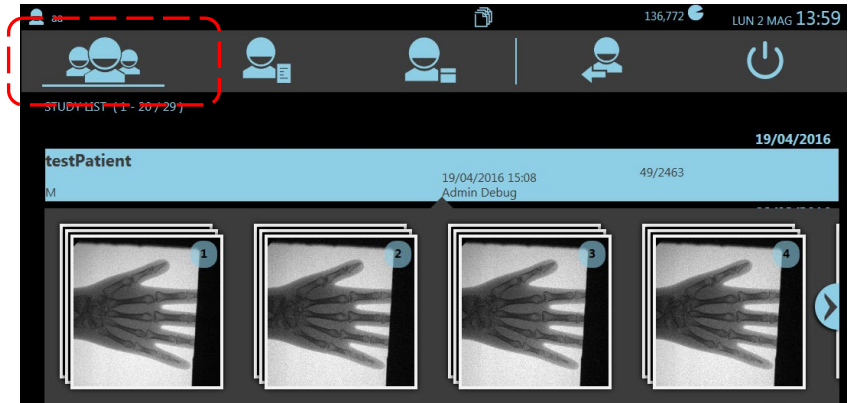 aa
136,772
LUN 2 MAG 13:59
STUDY LIST ( 1 - 20 / 29 )
19/04/2016
testPatient
19/04/2016 15:08
49/2463
M
Admin Debug
1
2
3
4